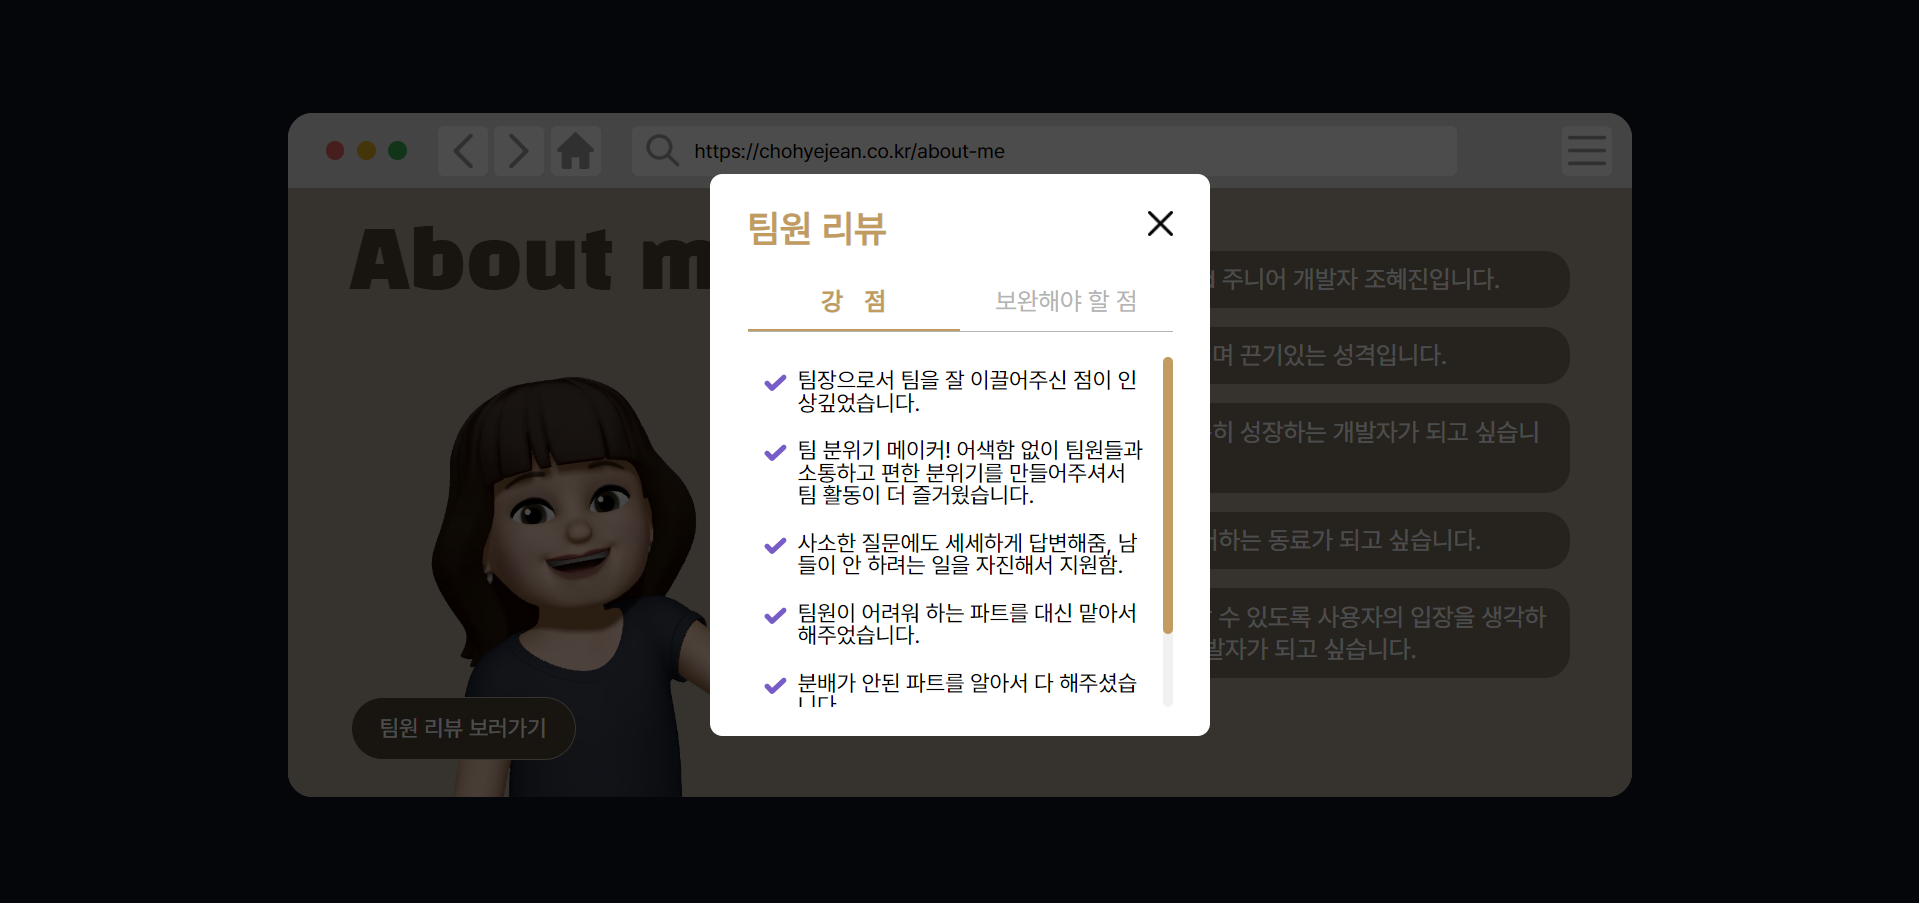 https://chohyejean.co.kr/about-me
About m
팀원 리뷰
강 점
보완해야 할 점
팀장으로서 팀을 잘 이끌어주신 점이 인
상깊었습니다.
팀 분위기 메이커! 어색함 없이 팀원들과
소통하고 편한 분위기를 만들어주셔서
팀 활동이 더 즐거웠습니다.
사소한 질문에도 세세하게 답변해줌, 남
들이 안 하려는 일을 자진해서 지원함.
팀원이 어려워 하는 파트를 대신 맡아서
해주었습니다.
분배가 안된 파트를 알아서 다 해주셨습
니다.
주니어 개발자 조혜진입니다.
며 끈기있는 성격입니다.
히 성장하는 개발자가 되고 싶습니
하는 동료가 되고 싶습니다.
수 있도록 사용자의 입장을 생각하
발자가 되고 싶습니다.
팀원 리뷰 보러가기